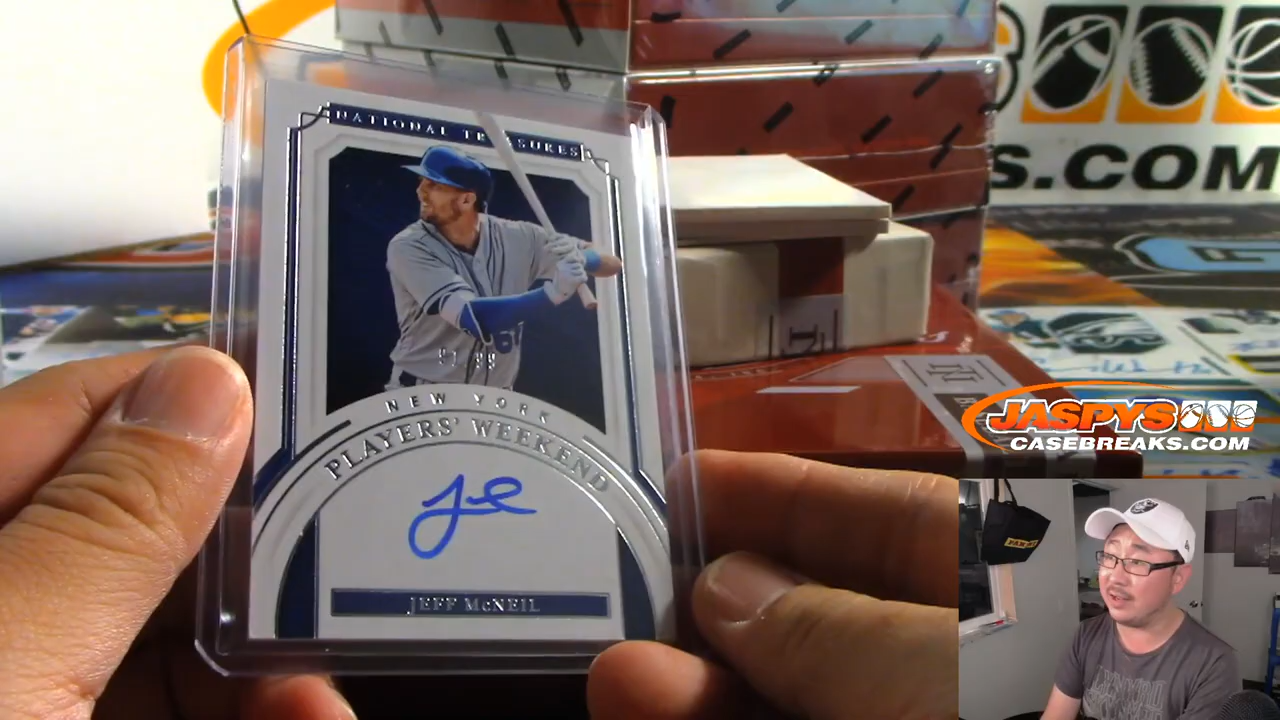 NATIONAL TREASURES
NEW YORK
PLAYERS' WEEKEND
JEFF McNEIL
S.COM
JASPYS
CASEBREAKS.COM